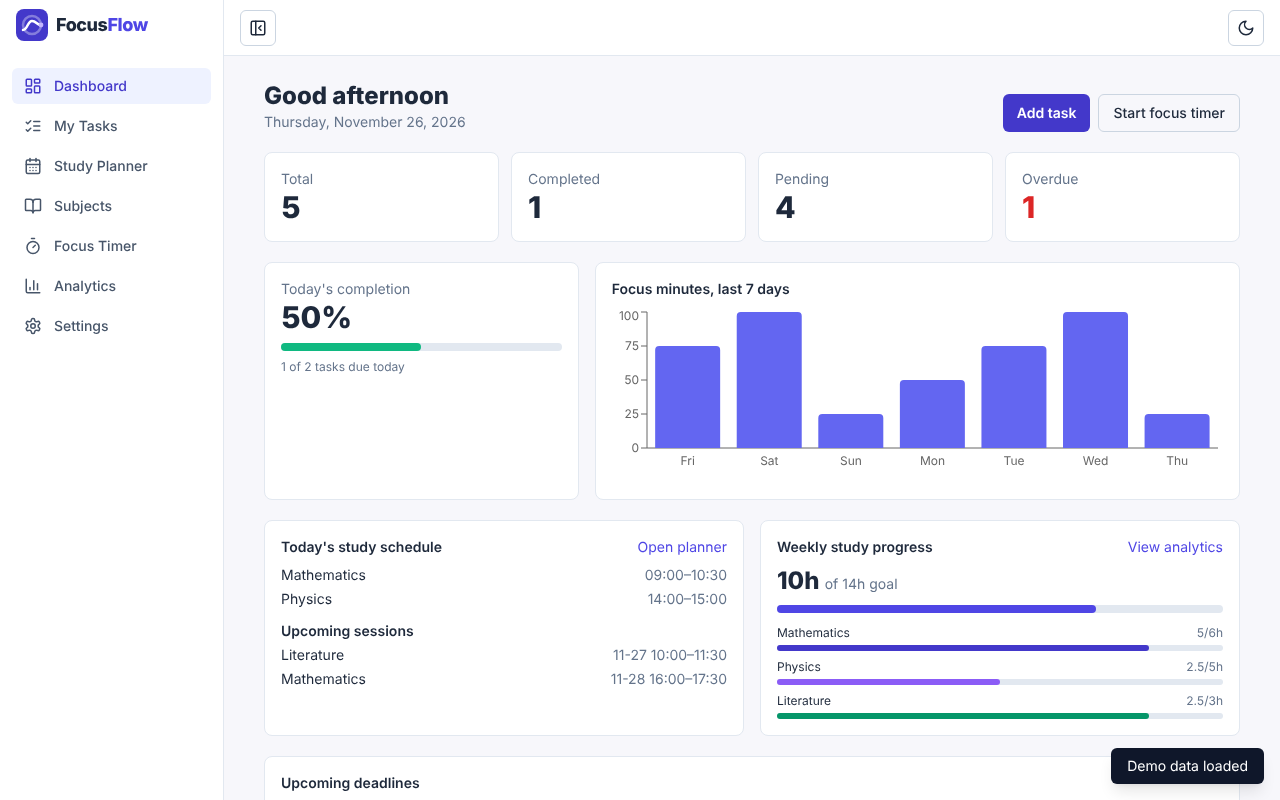 FocusFlow
Dashboard
My Tasks
Study Planner
Subjects
Focus Timer
Analytics
Settings
Good afternoon
Thursday, November 26, 2026
Add task
Start focus timer
Total
5
Completed
1
Pending
4
Overdue
1
Today's completion
50%
1 of 2 tasks due today
Focus minutes, last 7 days
100
75
50
25
0
Fri Sat Sun Mon Tue Wed Thu
Today's study schedule
Open planner
Mathematics 09:00–10:30
Physics 14:00–15:00
Upcoming sessions
Literature 11-27 10:00–11:30
Mathematics 11-28 16:00–17:30
Weekly study progress
View analytics
10h of 14h goal
Mathematics 5/6h
Physics 2.5/5h
Literature 2.5/3h
Upcoming deadlines
Demo data loaded